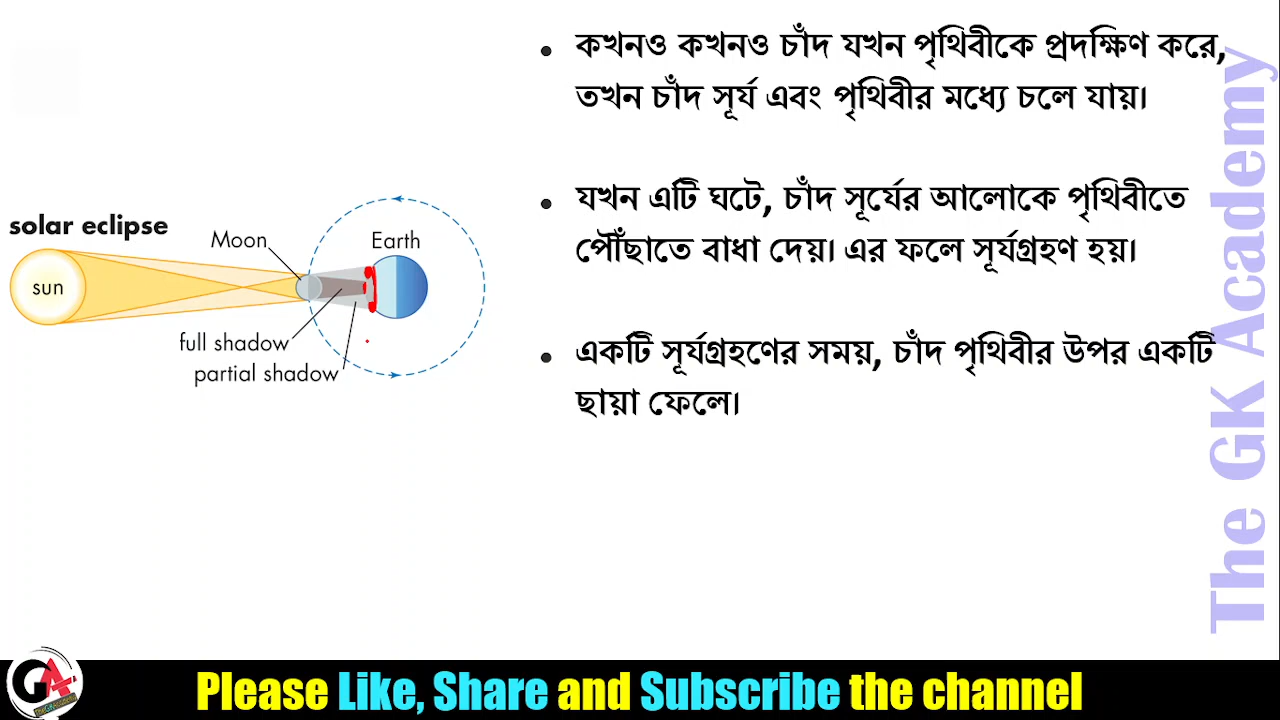 কখনও কখনও চাঁদ যখন পৃথিবীকে প্রদক্ষিণ করে,
তখন চাঁদ সূর্য এবং পৃথিবীর মধ্যে চলে যায়।
যখন এটি ঘটে, চাঁদ সূর্যের আলোকে পৃথিবীতে
পৌঁছাতে বাধা দেয়। এর ফলে সূর্যগ্রহণ হয়।
একটি সূর্যগ্রহণের সময়, চাঁদ পৃথিবীর উপর একটি
ছায়া ফেলে।
solar eclipse
Moon
Earth
sun
full shadow
partial shadow
The GK Academy
GA
Please Like, Share and Subscribe the channel